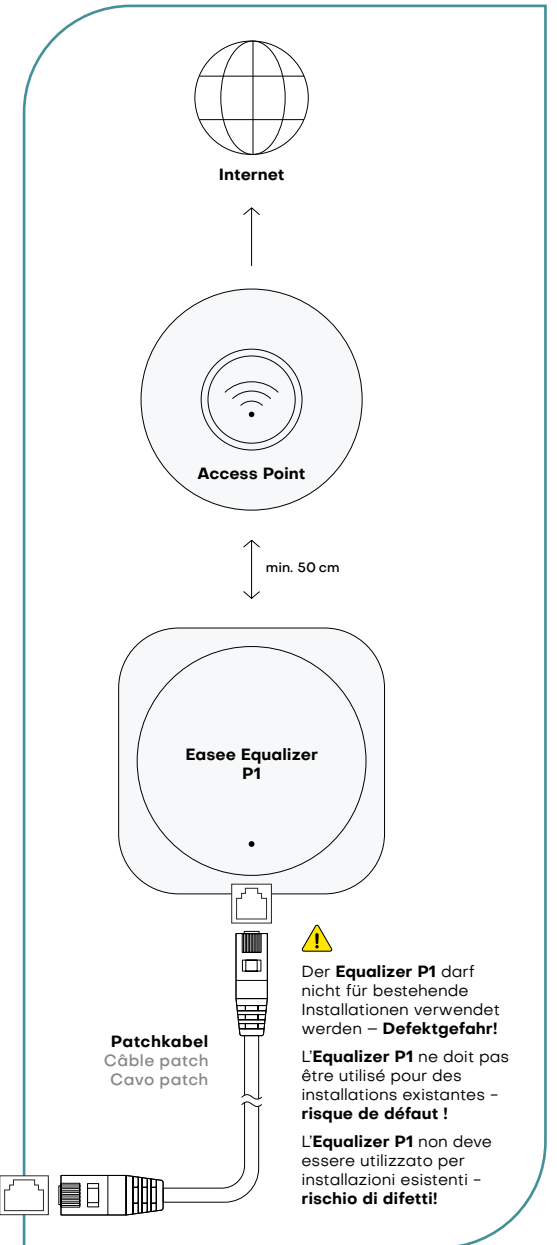 Internet
Access Point
min. 50 cm
Easee Equalizer
P1
Der Equalizer P1 darf
nicht für bestehende
Installationen verwendet
werden – Defektgefahr!
L'Equalizer P1 ne doit pas
être utilisé pour des
installations existantes –
risque de défaut !
L'Equalizer P1 non deve
essere utilizzato per
installazioni esistenti –
rischio di difetti!
Patchkabel
Câble patch
Cavo patch